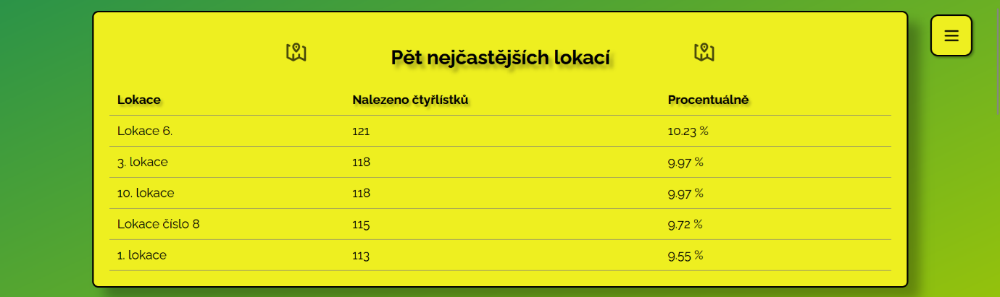 Pět nejčastějších lokací
Lokace Nalezeno čtyřlístků Procentuálně
Lokace 6. 121 10.23 %
3. lokace 118 9.97 %
10. lokace 118 9.97 %
Lokace číslo 8 115 9.72 %
1. lokace 113 9.55 %